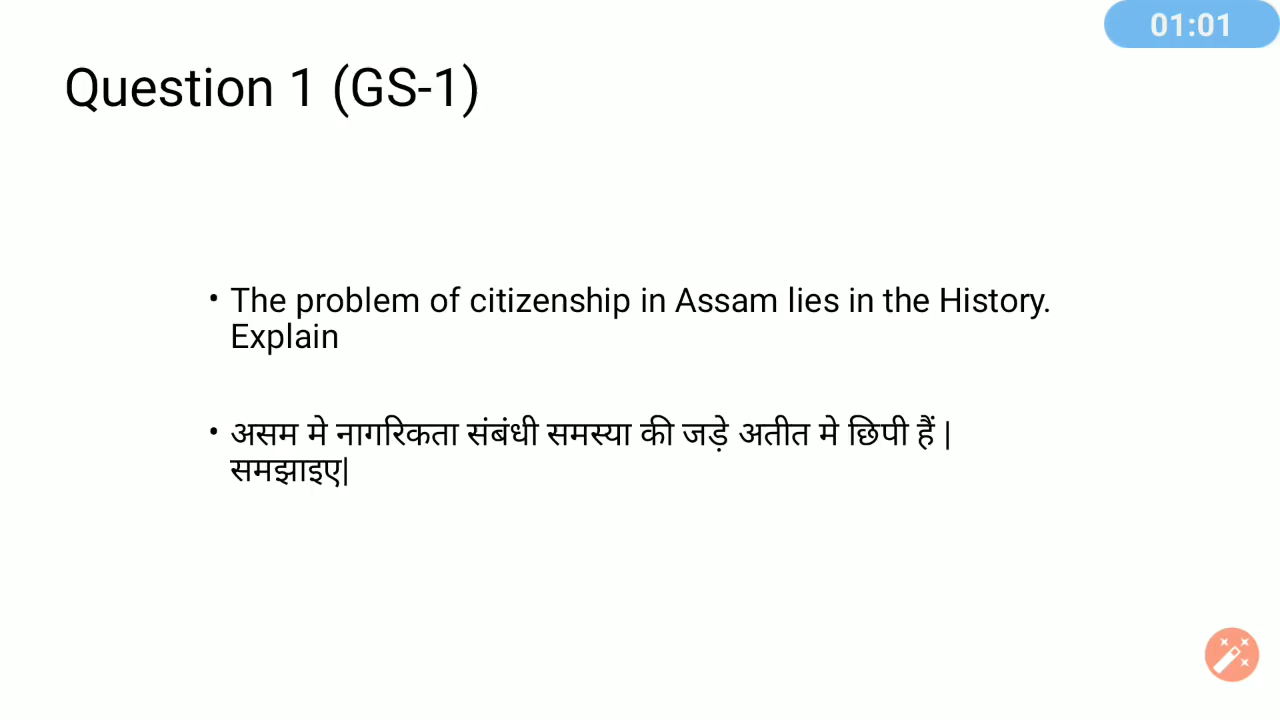 01:01
Question 1 (GS-1)
• The problem of citizenship in Assam lies in the History.
Explain
• असम मे नागरिकता संबंधी समस्या की जड़े अतीत मे छिपी हैं |
समझाइए|